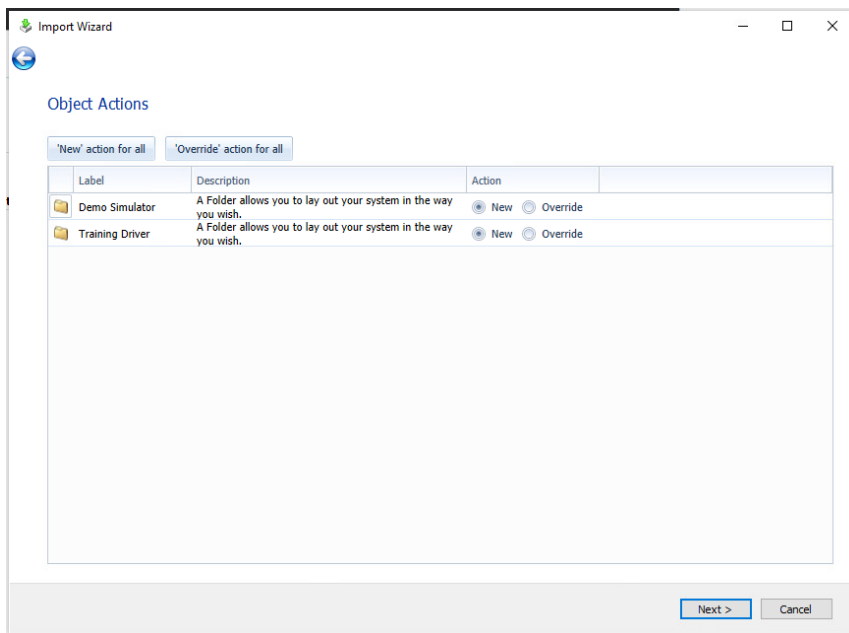 Import Wizard
Object Actions
'New' action for all 'Override' action for all
Label Description Action
Demo Simulator A Folder allows you to lay out your system in the way New Override
you wish.
Training Driver A Folder allows you to lay out your system in the way New Override
you wish.
Next > Cancel